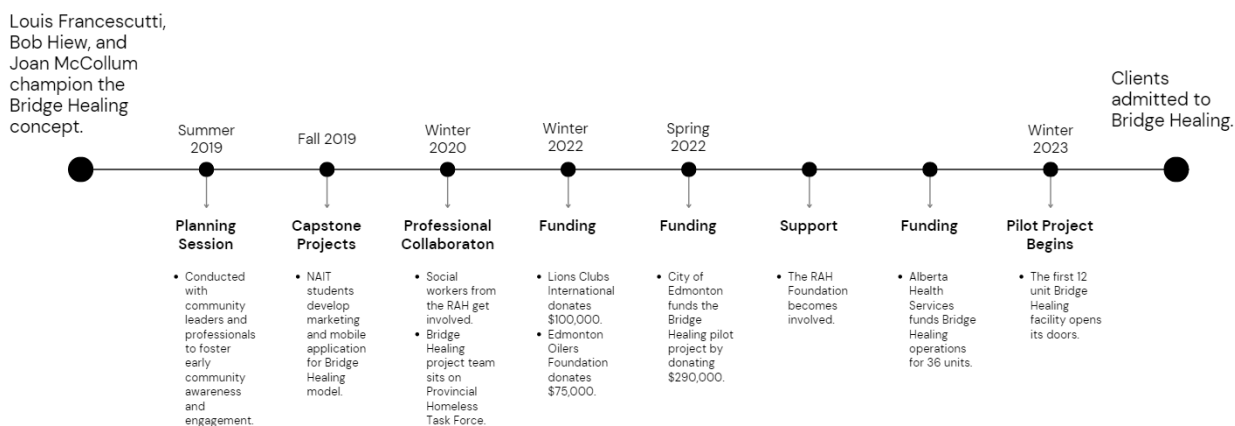 Louis Francescutti,
Bob Hiew, and
Joan McCollum
champion the
Bridge Healing
concept.
Clients
admitted to
Bridge Healing.
Summer
2019
Fall 2019
Winter
2020
Winter
2022
Spring
2022
Winter
2023
Planning
Session
• Conducted
with
community
leaders and
professionals
to foster
early
community
awareness
and
engagement.
Capstone
Projects
• NAIT
students
develop
marketing
and mobile
application
for Bridge
Healing
model.
Professional
Collaboraton
• Social
workers from
the RAH get
involved.
• Bridge
Healing
project team
sits on
Provincial
Homeless
Task Force.
Funding
• Lions Clubs
International
donates
$100,000.
• Edmonton
Oilers
Foundation
donates
$75,000.
Funding
• City of
Edmonton
funds the
Bridge
Healing pilot
project by
donating
$290,000.
Support
• The RAH
Foundation
becomes
involved.
Funding
• Alberta
Health
Services
funds Bridge
Healing
operations
for 36 units.
Pilot Project
Begins
• The first 12
unit Bridge
Healing
facility opens
its doors.